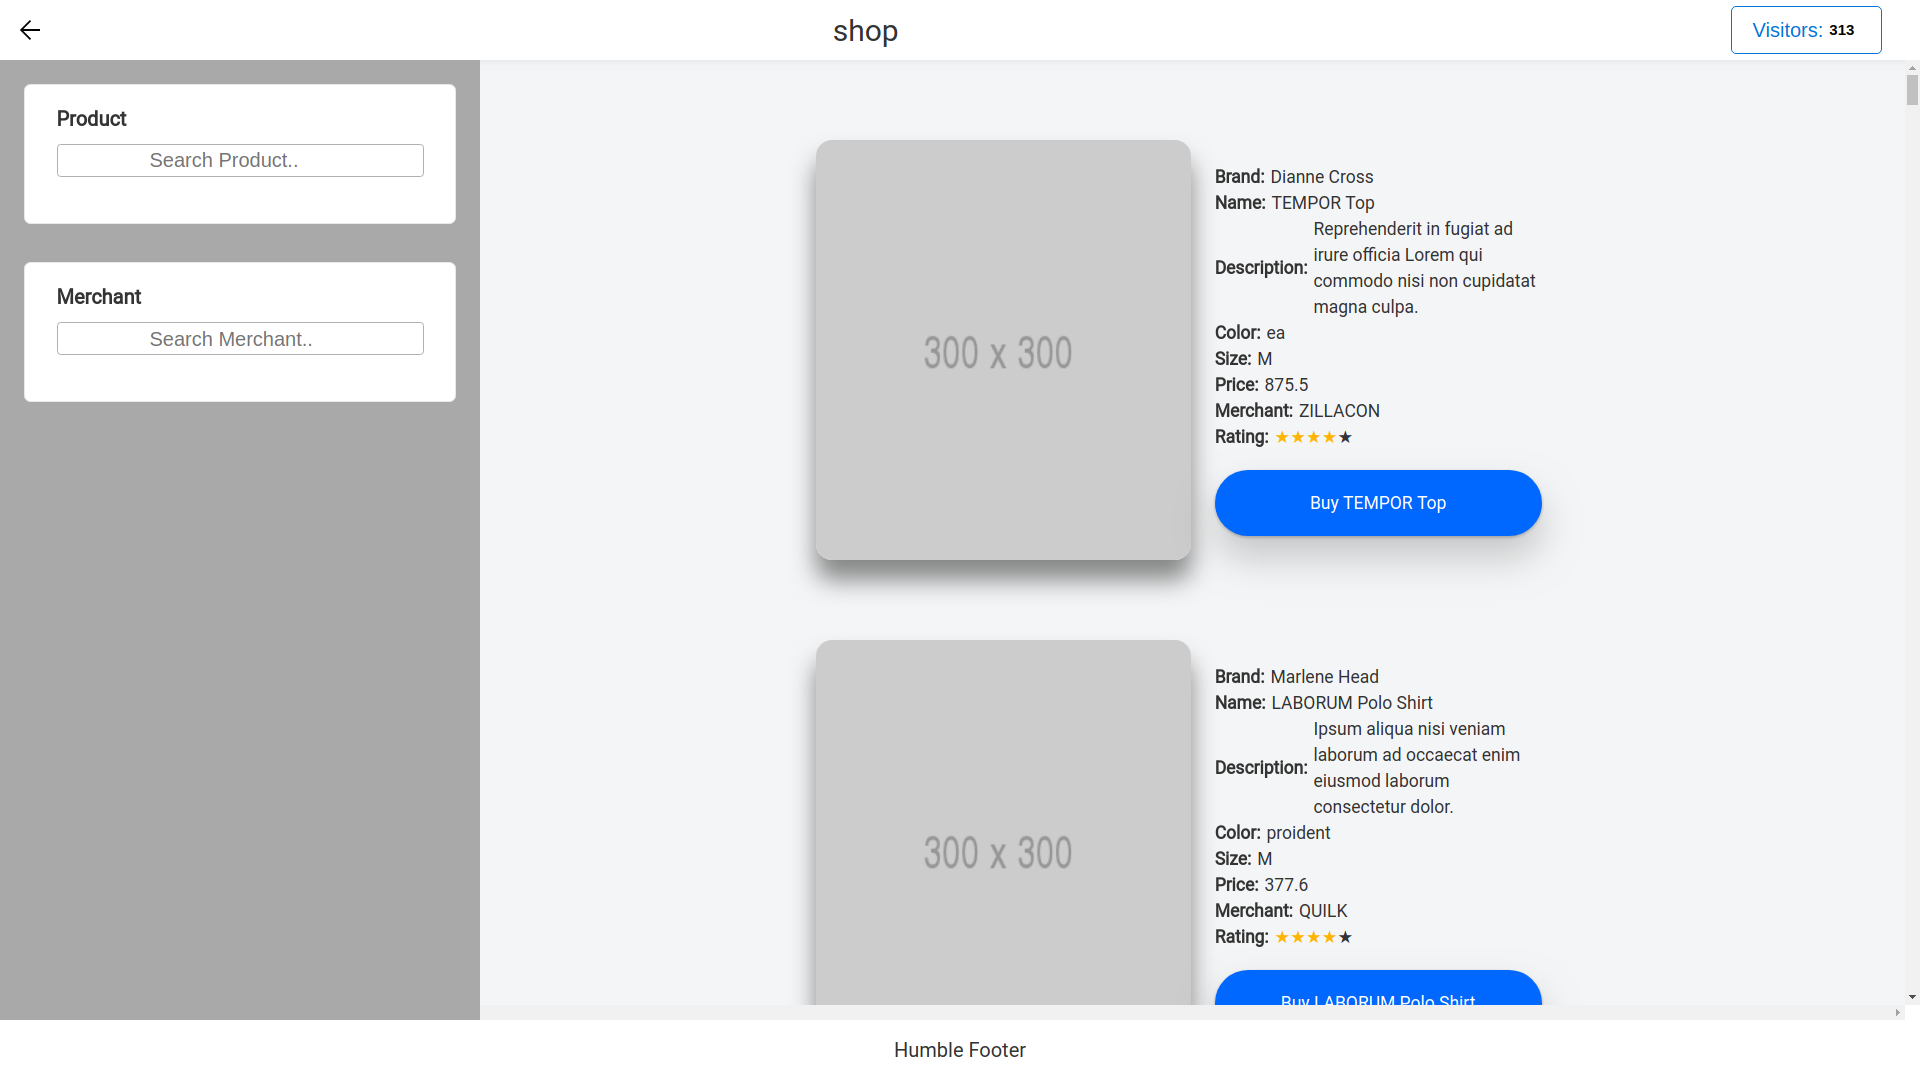 shop
Visitors: 313
Product
Search Product..
Merchant
Search Merchant..
300 x 300
Brand: Dianne Cross
Name: TEMPOR Top
Description: Reprehenderit in fugiat ad
irure officia Lorem qui
commodo nisi non cupidatat
magna culpa.
Color: ea
Size: M
Price: 875.5
Merchant: ZILLACON
Rating: ★★★★★
Buy TEMPOR Top
300 x 300
Brand: Marlene Head
Name: LABORUM Polo Shirt
Description: Ipsum aliqua nisi veniam
laborum ad occaecat enim
eiusmod laborum
consectetur dolor.
Color: proident
Size: M
Price: 377.6
Merchant: QUILK
Rating: ★★★★★
Buy LABORUM Polo Shirt
Humble Footer